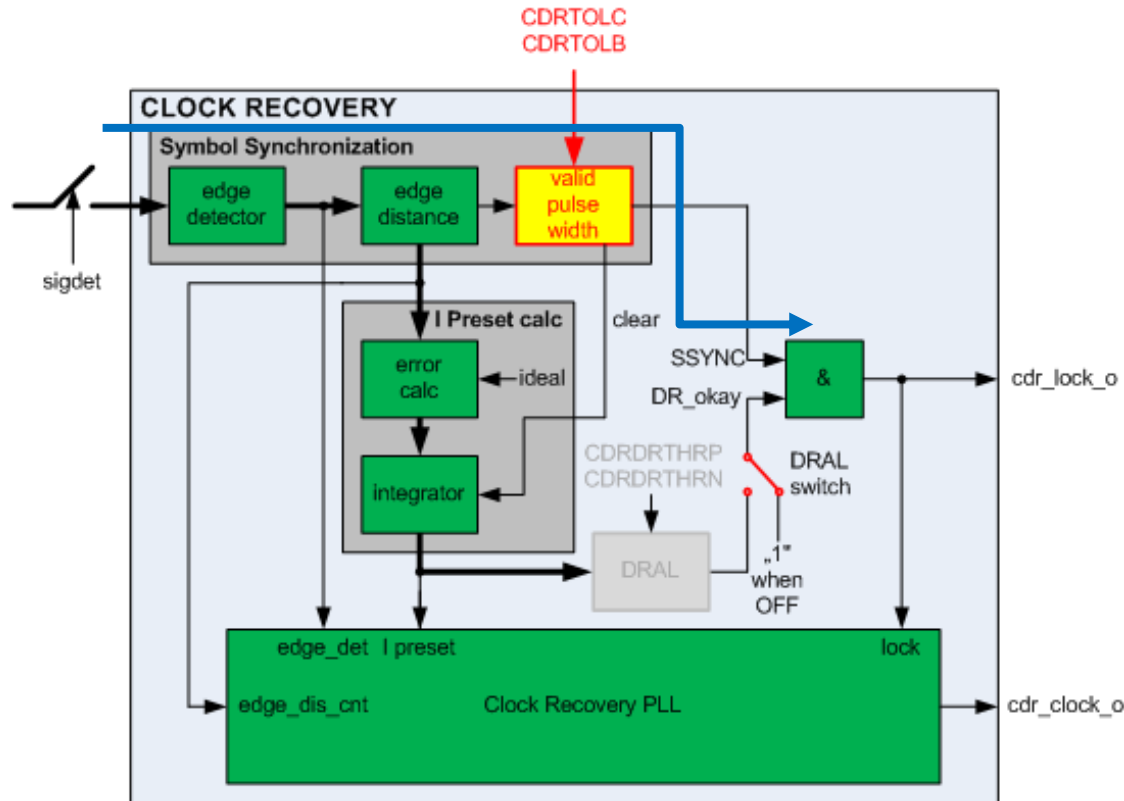 CDRTOLC
CDRTOLB
CLOCK RECOVERY
Symbol Synchronization
edge
detector
edge
distance
valid
pulse
width
sigdet
I Preset calc
clear
error
calc
ideal
SSYNC
DR_okay
&
cdr_lock_o
CDRDRTHRP
CDRDRTHRN
DRAL
switch
integrator
DRAL
„1"
when
OFF
edge_det
I preset
lock
edge_dis_cnt
Clock Recovery PLL
cdr_clock_o